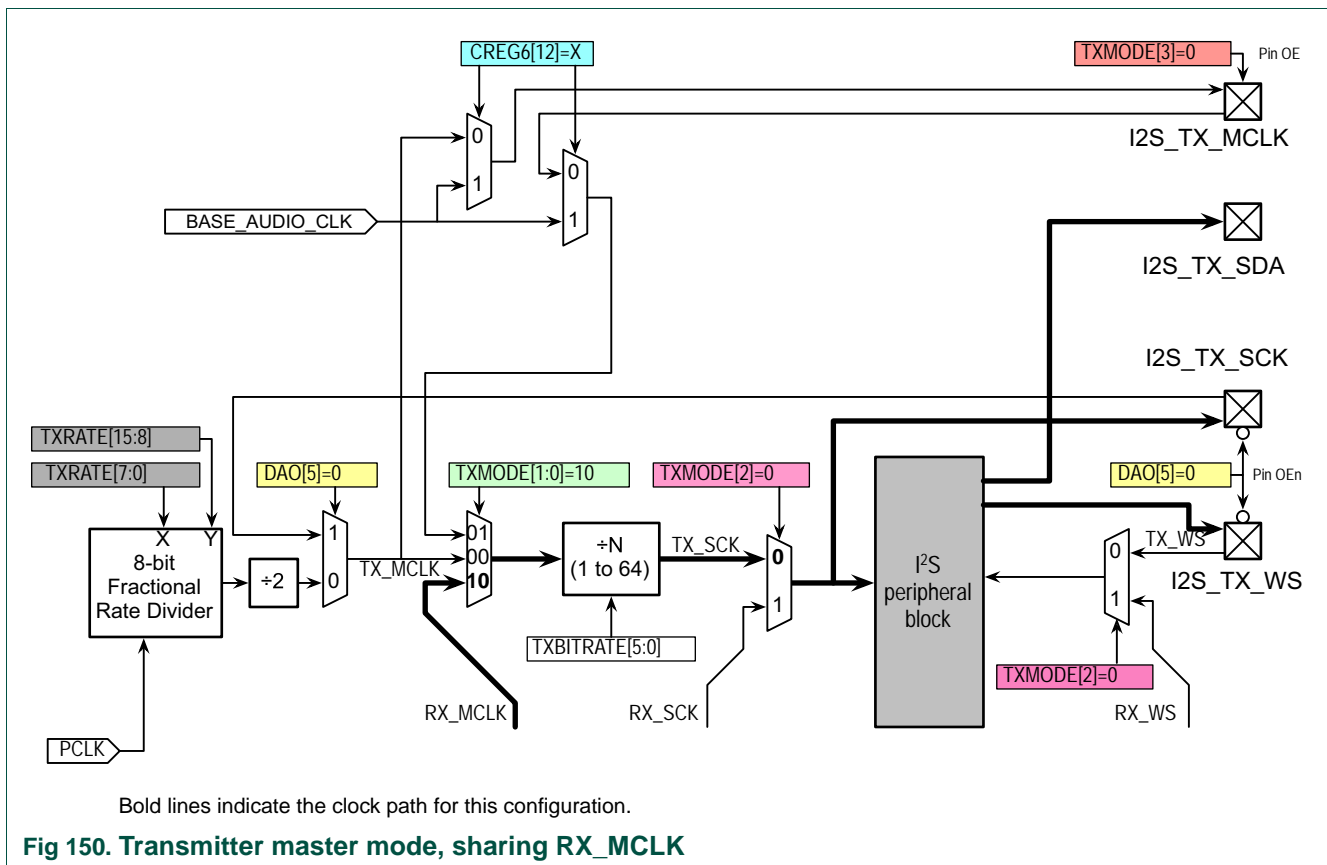 CREG6[12]=X
TXMODE[3]=0
Pin OE
0
1
0
1
I2S_TX_MCLK
BASE_AUDIO_CLK
I2S_TX_SDA
I2S_TX_SCK
TXRATE[15:8]
TXRATE[7:0]
DAO[5]=0
TXMODE[1:0]=10
TXMODE[2]=0
DAO[5]=0
Pin OEn
X
Y
8-bit
Fractional
Rate Divider
÷2
1
0
TX_MCLK
01
00
10
÷N
(1 to 64)
TX_SCK
0
1
I²S
peripheral
block
0
1
TX_WS
I2S_TX_WS
TXBITRATE[5:0]
TXMODE[2]=0
RX_MCLK
RX_SCK
RX_WS
PCLK
Bold lines indicate the clock path for this configuration.
Fig 150. Transmitter master mode, sharing RX_MCLK